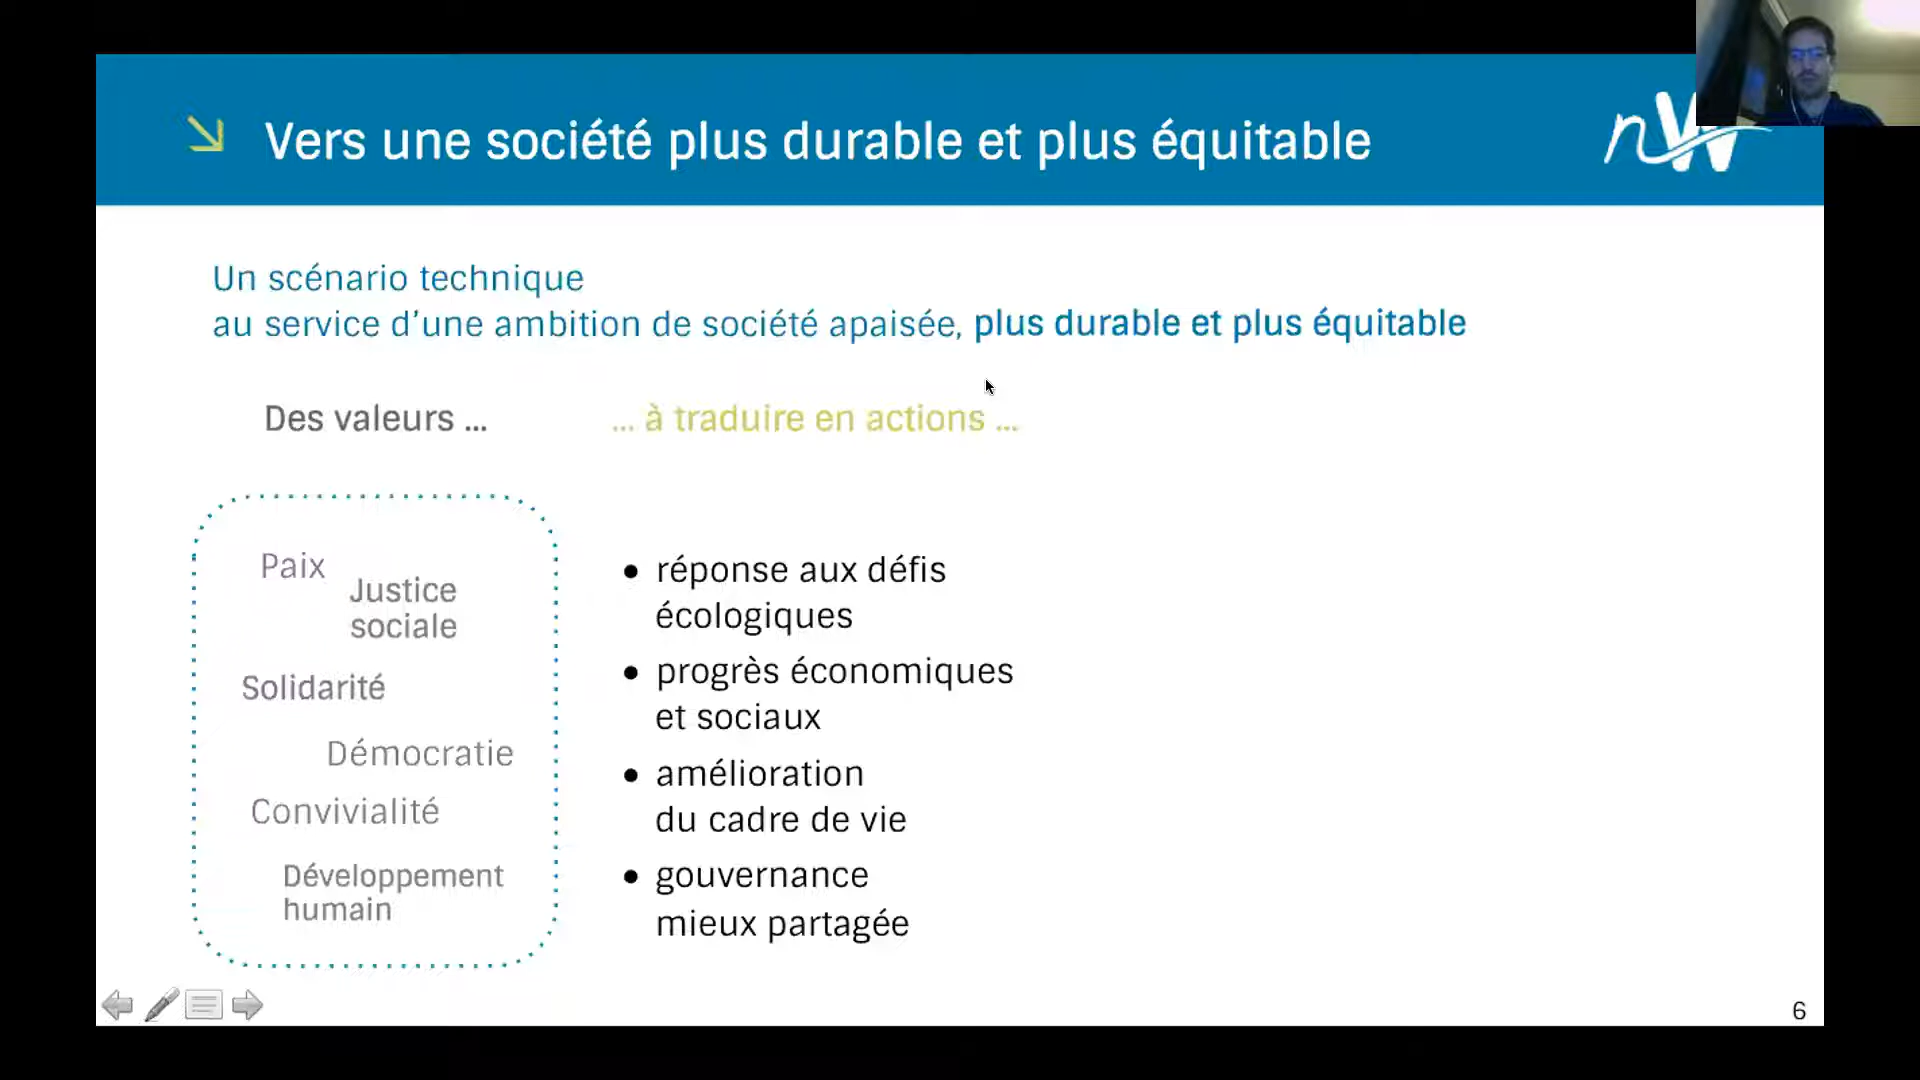 Vers une société plus durable et plus équitable
nW
Un scénario technique
au service d’une ambition de société apaisée, plus durable et plus équitable
Des valeurs ...
... à traduire en actions ...
Paix
Justice
sociale
Solidarité
Démocratie
Convivialité
Développement
humain
• réponse aux défis
écologiques
• progrès économiques
et sociaux
• amélioration
du cadre de vie
• gouvernance
mieux partagée
6